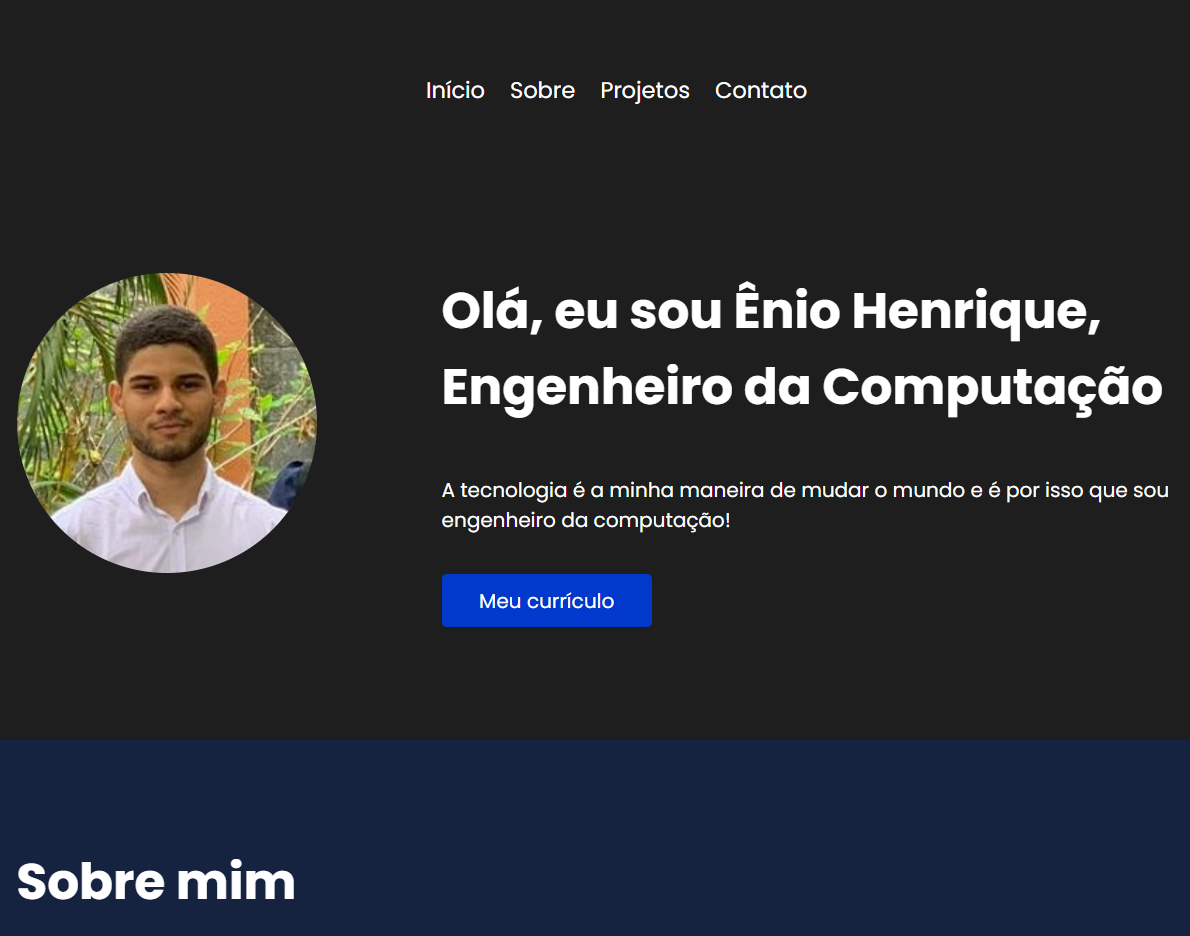 Início Sobre Projetos Contato
Olá, eu sou Ênio Henrique,
Engenheiro da Computação
A tecnologia é a minha maneira de mudar o mundo e é por isso que sou
engenheiro da computação!
Meu currículo
Sobre mim